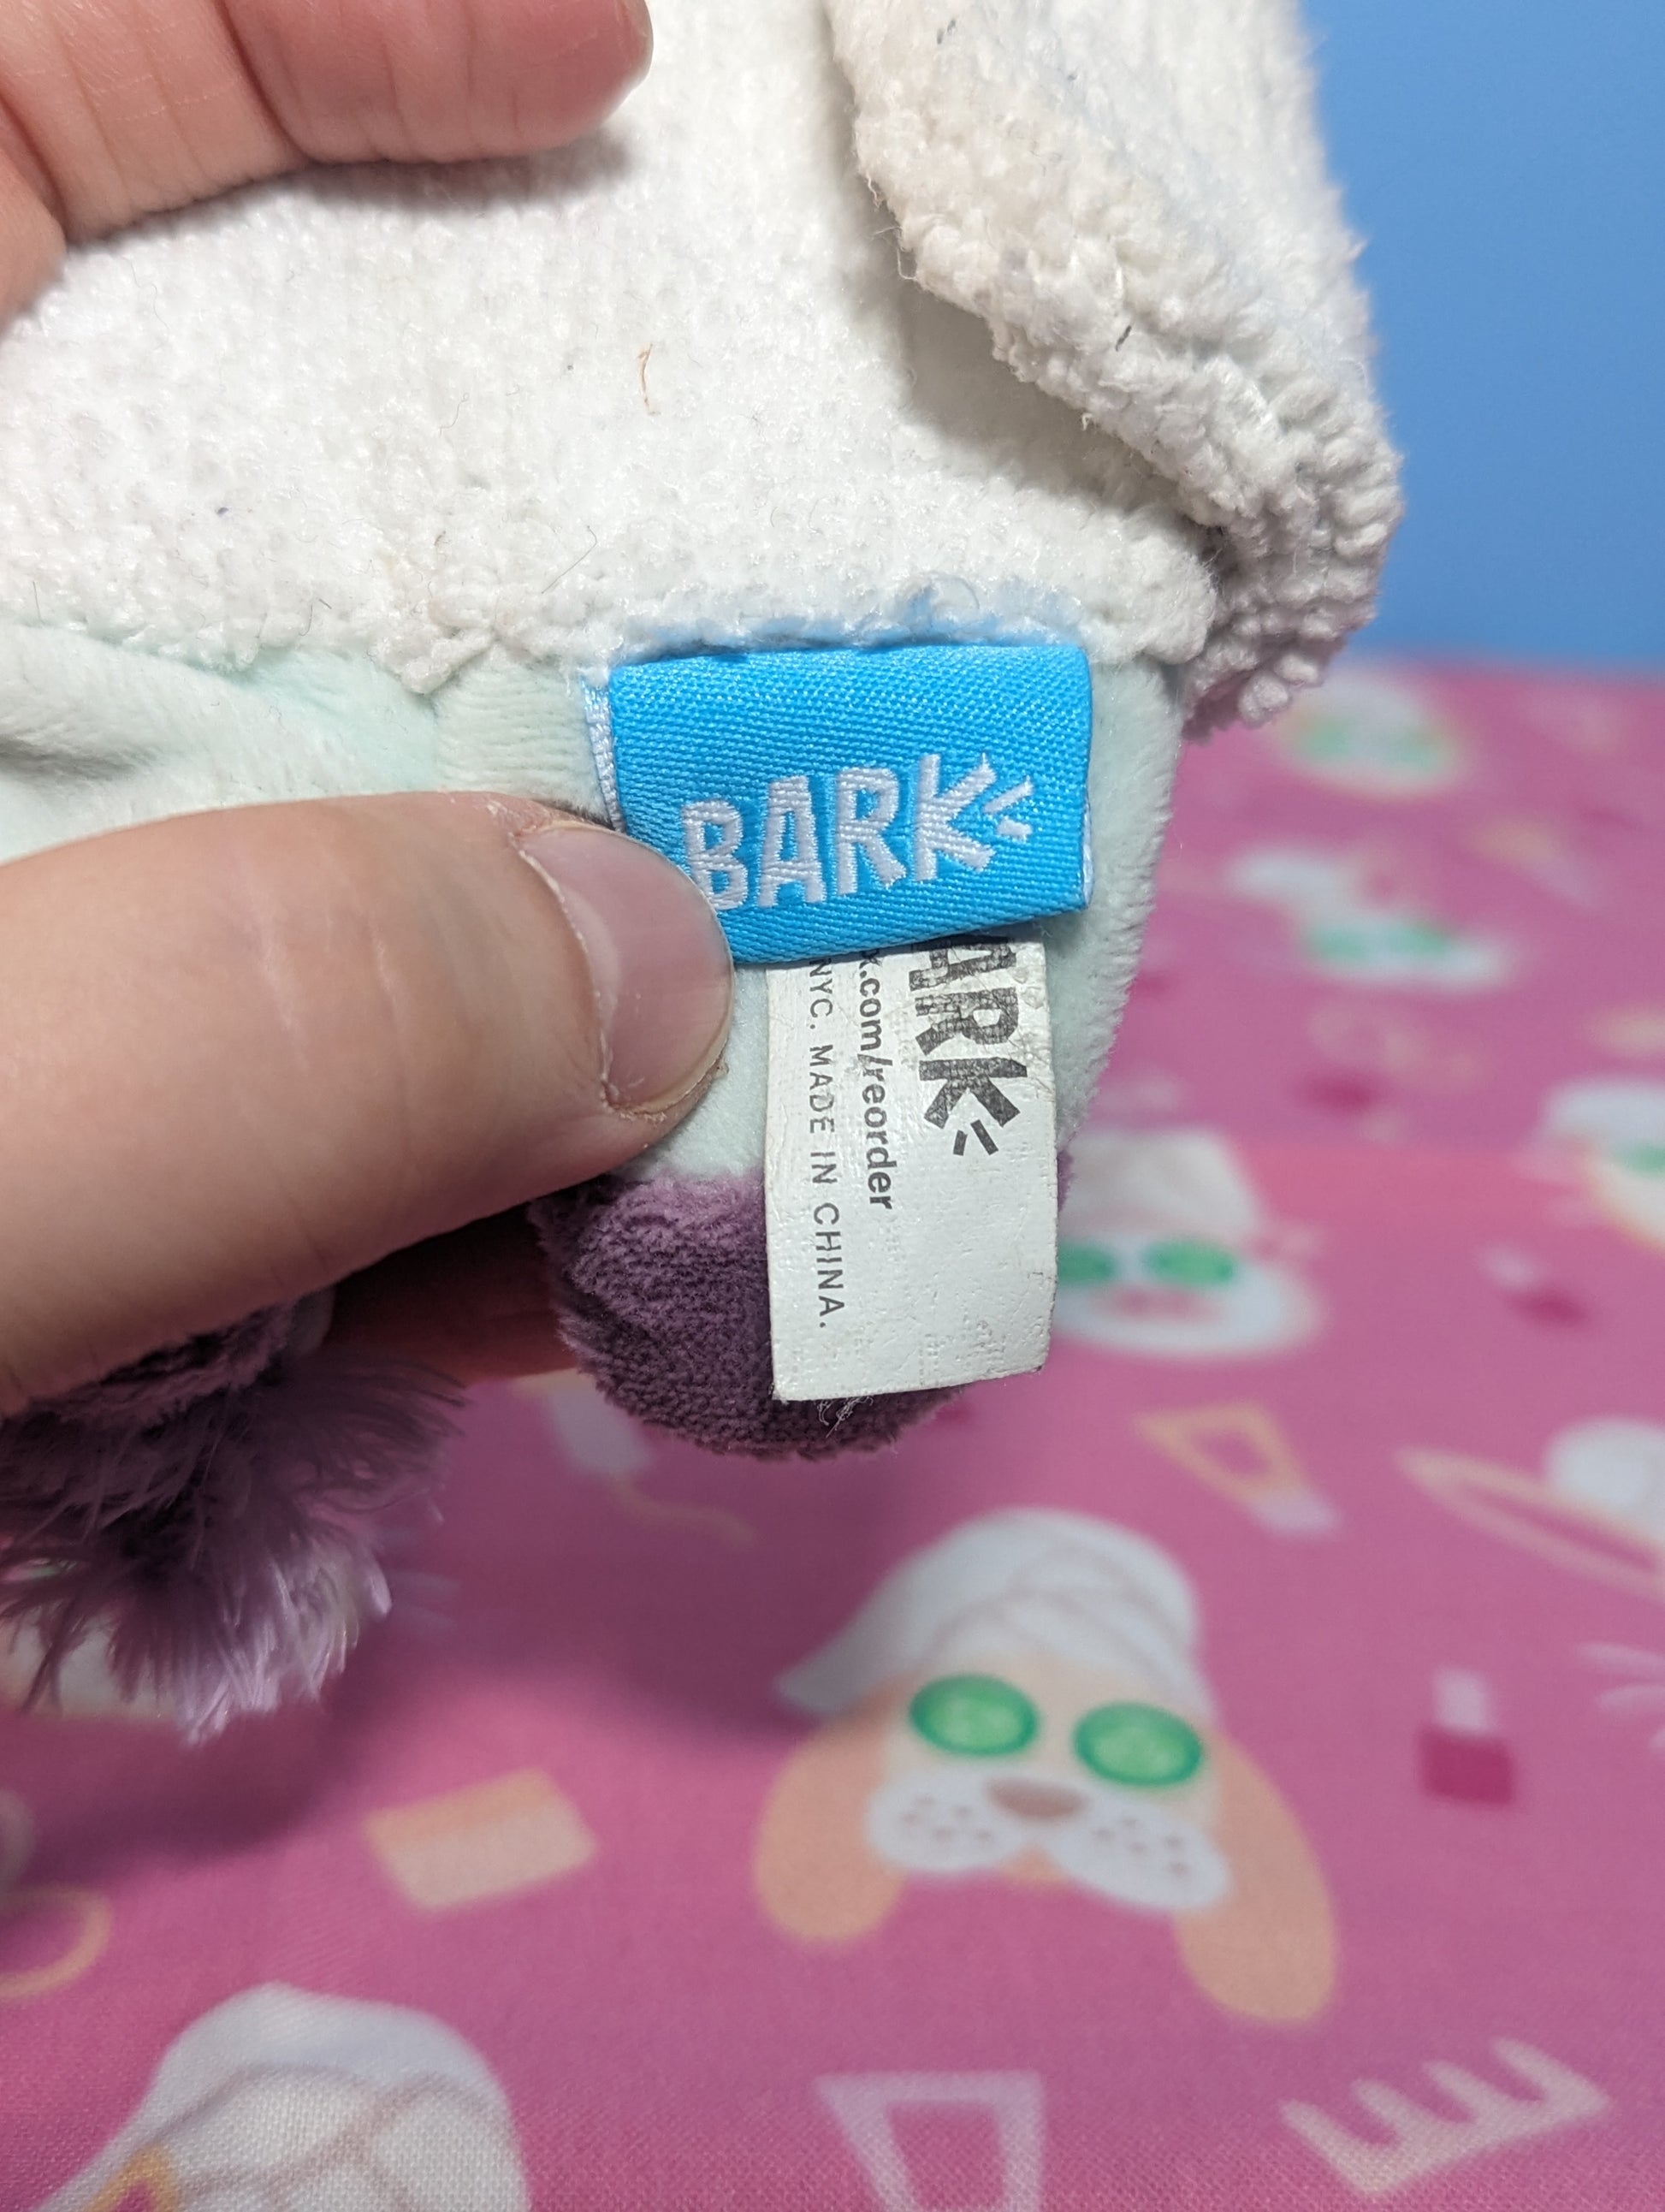 BARK
ARK
k.com/reorder
NYC. MADE IN CHINA.